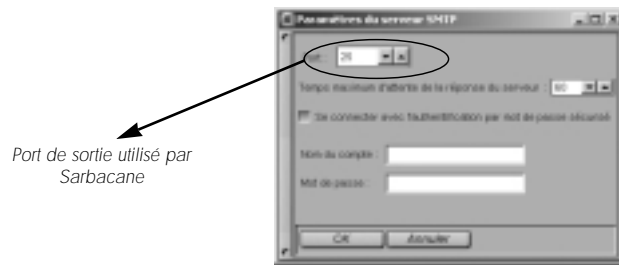 Paramètres du serveur SMTP
Port :
Temps maximum d'attente de la réponse du serveur : 60
Se connecter avec l'authentification par mot de passe sécurisé
Port de sortie utilisé par
Sarbacane
Nom du compte :
Mot de passe :
OK Annuler